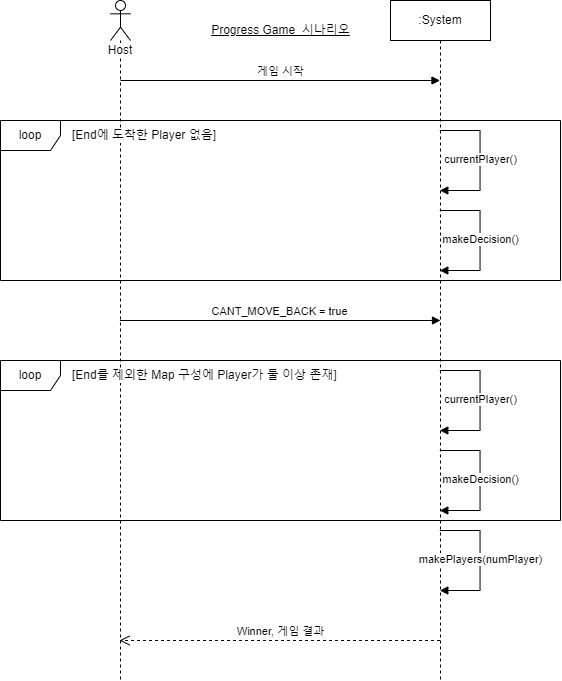 Progress Game 시나리오
:System
Host
게임 시작
loop
[End에 도착한 Player 없음]
currentPlayer()
makeDecision()
CANT_MOVE_BACK = true
loop
[End를 제외한 Map 구성에 Player가 둘 이상 존재]
currentPlayer()
makeDecision()
makePlayers(numPlayer)
Winner, 게임 결과